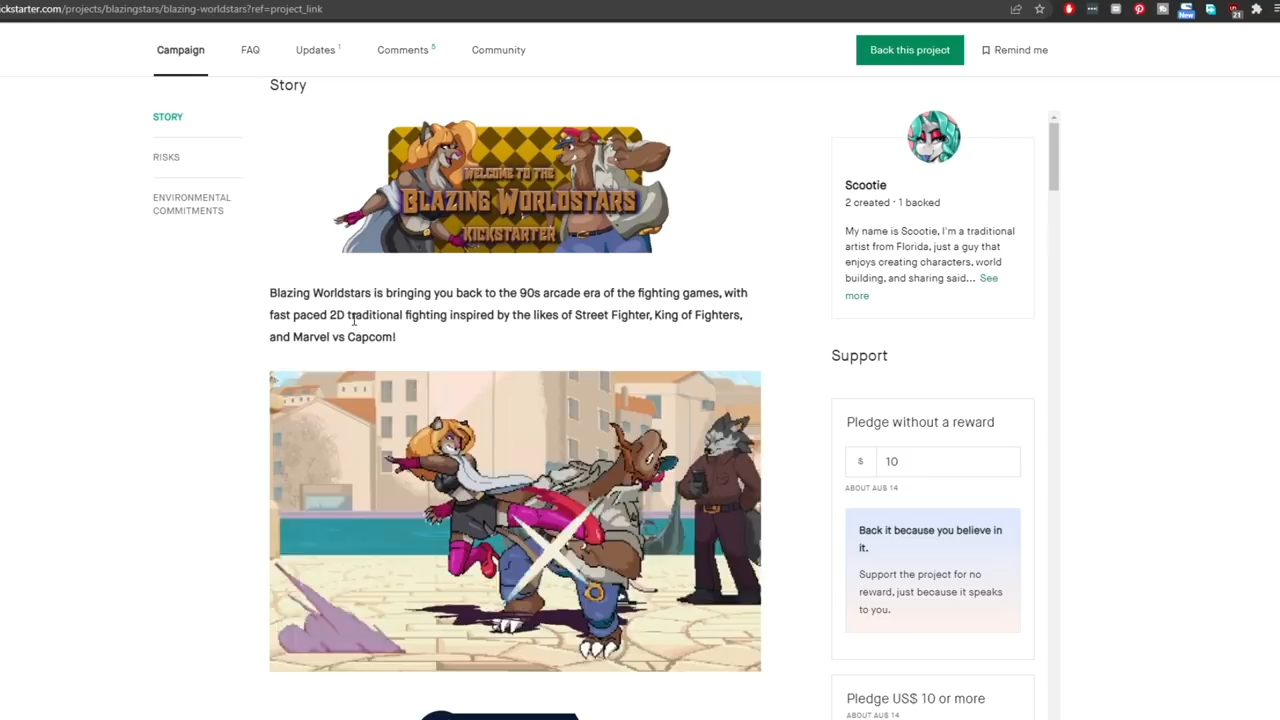 ickstarter.com/projects/blazingstars/blazing-worldstars?ref=project_link
New
21
Campaign
FAQ
Updates 1
Comments 5
Community
Back this project
Remind me
Story
STORY
RISKS
ENVIRONMENTAL
COMMITMENTS
WELCOME TO THE
BLAZING WORLDSTARS
KICKSTARTER
Blazing Worldstars is bringing you back to the 90s arcade era of the fighting games, with
fast paced 2D traditional fighting inspired by the likes of Street Fighter, King of Fighters,
and Marvel vs Capcom!
Scootie
2 created · 1 backed
My name is Scootie, I'm a traditional
artist from Florida, just a guy that
enjoys creating characters, world
building, and sharing said... See
more
Support
Pledge without a reward
$ 10
ABOUT AU$ 14
Back it because you believe in
it.
Support the project for no
reward, just because it speaks
to you.
Pledge US$ 10 or more
ABOUT AU$ 14